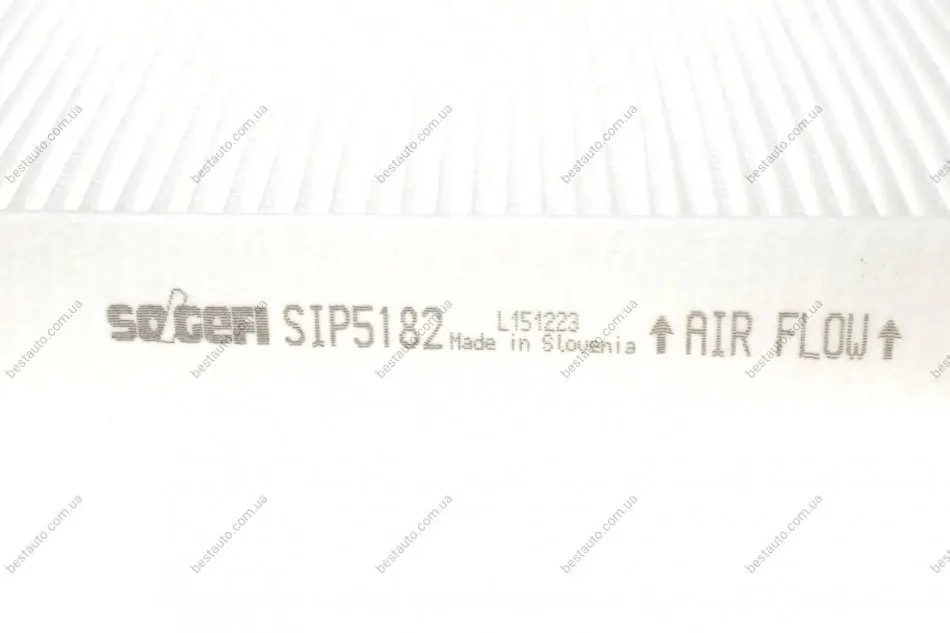 sogefi SIP5182 L151223 ↑ AIR FLOW ↑
Made in Slovenia
bestauto.com.ua